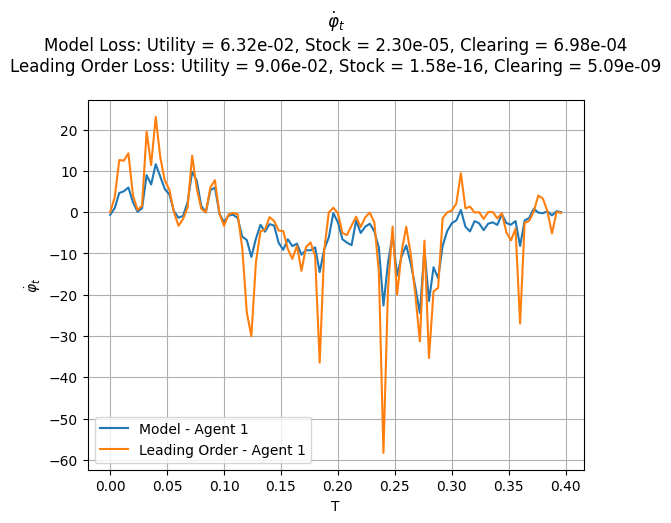 φ̇ₜ
Model Loss: Utility = 6.32e-02, Stock = 2.30e-05, Clearing = 6.98e-04
Leading Order Loss: Utility = 9.06e-02, Stock = 1.58e-16, Clearing = 5.09e-09
20
10
0
−10
−20
−30
−40
−50
−60
φ̇ₜ
Model - Agent 1
Leading Order - Agent 1
0.00 0.05 0.10 0.15 0.20 0.25 0.30 0.35 0.40
T